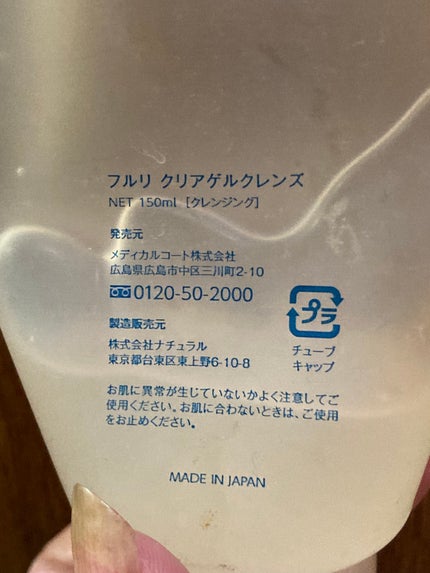 フルリ クリアゲルクレンズ
NET 150ml [クレンジング]
発売元
メディカルコート株式会社
広島県広島市中区三川町2-10
0120-50-2000
製造販売元
株式会社ナチュラル
東京都台東区東上野6-10-8
プラ
チューブ
キャップ
お肌に異常が生じていないかよく注意してご
使用ください。お肌に合わないときは、ご使用
をお止めください。
MADE IN JAPAN